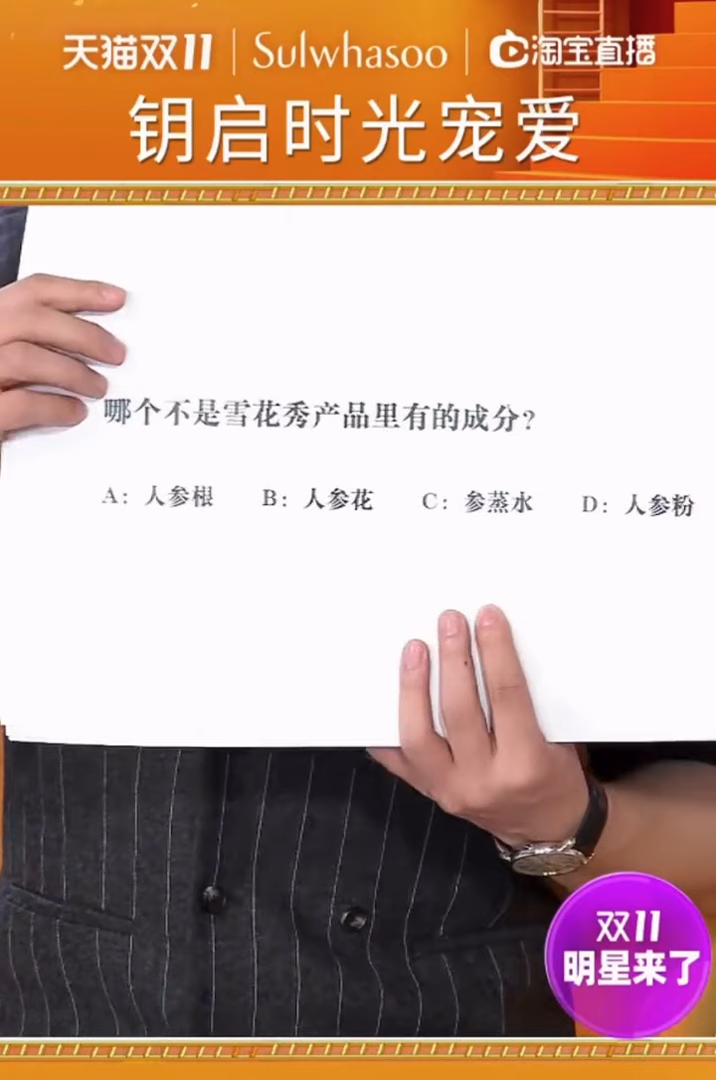 天猫双11 Sulwhasoo 淘宝直播
钥启时光宠爱
哪个不是雪花秀产品里有的成分?
A: 人参根 B: 人参花 C: 参蒸水 D: 人参粉
双11
明星来了